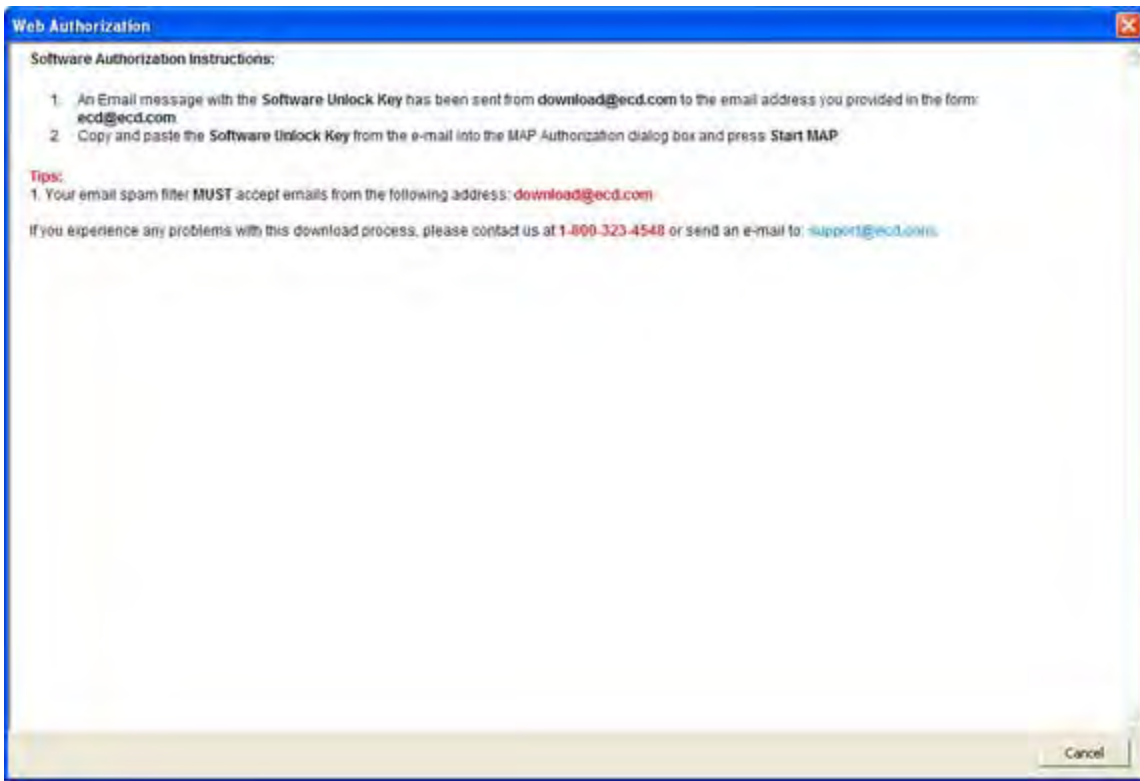 Web Authorization
Software Authorization Instructions:
1. An Email message with the Software Unlock Key has been sent from download@ecd.com to the email address you provided in the form:
ecd@ecd.com
2. Copy and paste the Software Unlock Key from the e-mail into the MAP Authorization dialog box and press Start MAP
Tips:
1. Your email spam filter MUST accept emails from the following address: download@ecd.com
If you experience any problems with this download process, please contact us at 1-800-323-4548 or send an e-mail to: support@ecd.com.
Cancel